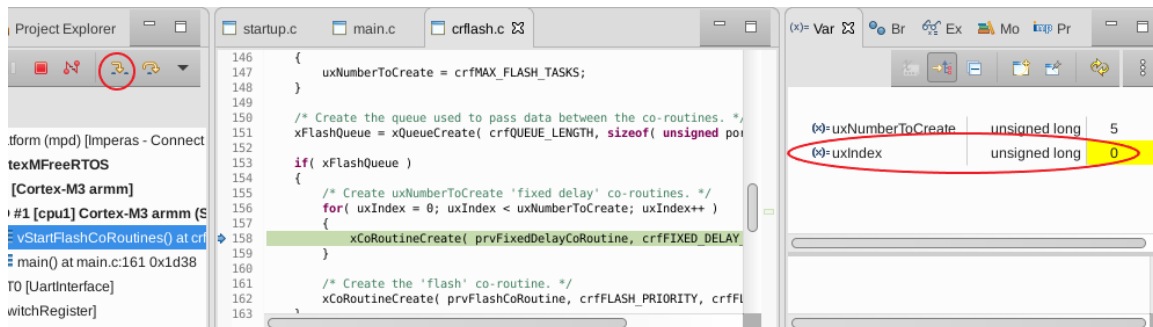 Project Explorer
tform (mpd) [Imperas - Connect
texMFreeRTOS
[Cortex-M3 armm]
#1 [cpu1] Cortex-M3 armm (S
vStartFlashCoRoutines() at crf
main() at main.c:161 0x1d38
T0 [UartInterface]
witchRegister]
startup.c main.c crflash.c
146 {
147 uxNumberToCreate = crfMAX_FLASH_TASKS;
148 }
149
150 /* Create the queue used to pass data between the co-routines. */
151 xFlashQueue = xQueueCreate( crfQUEUE_LENGTH, sizeof( unsigned por
152
153 if( xFlashQueue )
154 {
155 /* Create uxNumberToCreate 'fixed delay' co-routines. */
156 for( uxIndex = 0; uxIndex < uxNumberToCreate; uxIndex++ )
157 {
158 xCoRoutineCreate( prvFixedDelayCoRoutine, crfFIXED_DELAY_
159 }
160
161 /* Create the 'flash' co-routine. */
162 xCoRoutineCreate( prvFlashCoRoutine, crfFLASH_PRIORITY, crfFL
163 }
(x)= Var Br Ex Mo imp Pr
(x)= uxNumberToCreate unsigned long 5
(x)= uxIndex unsigned long 0